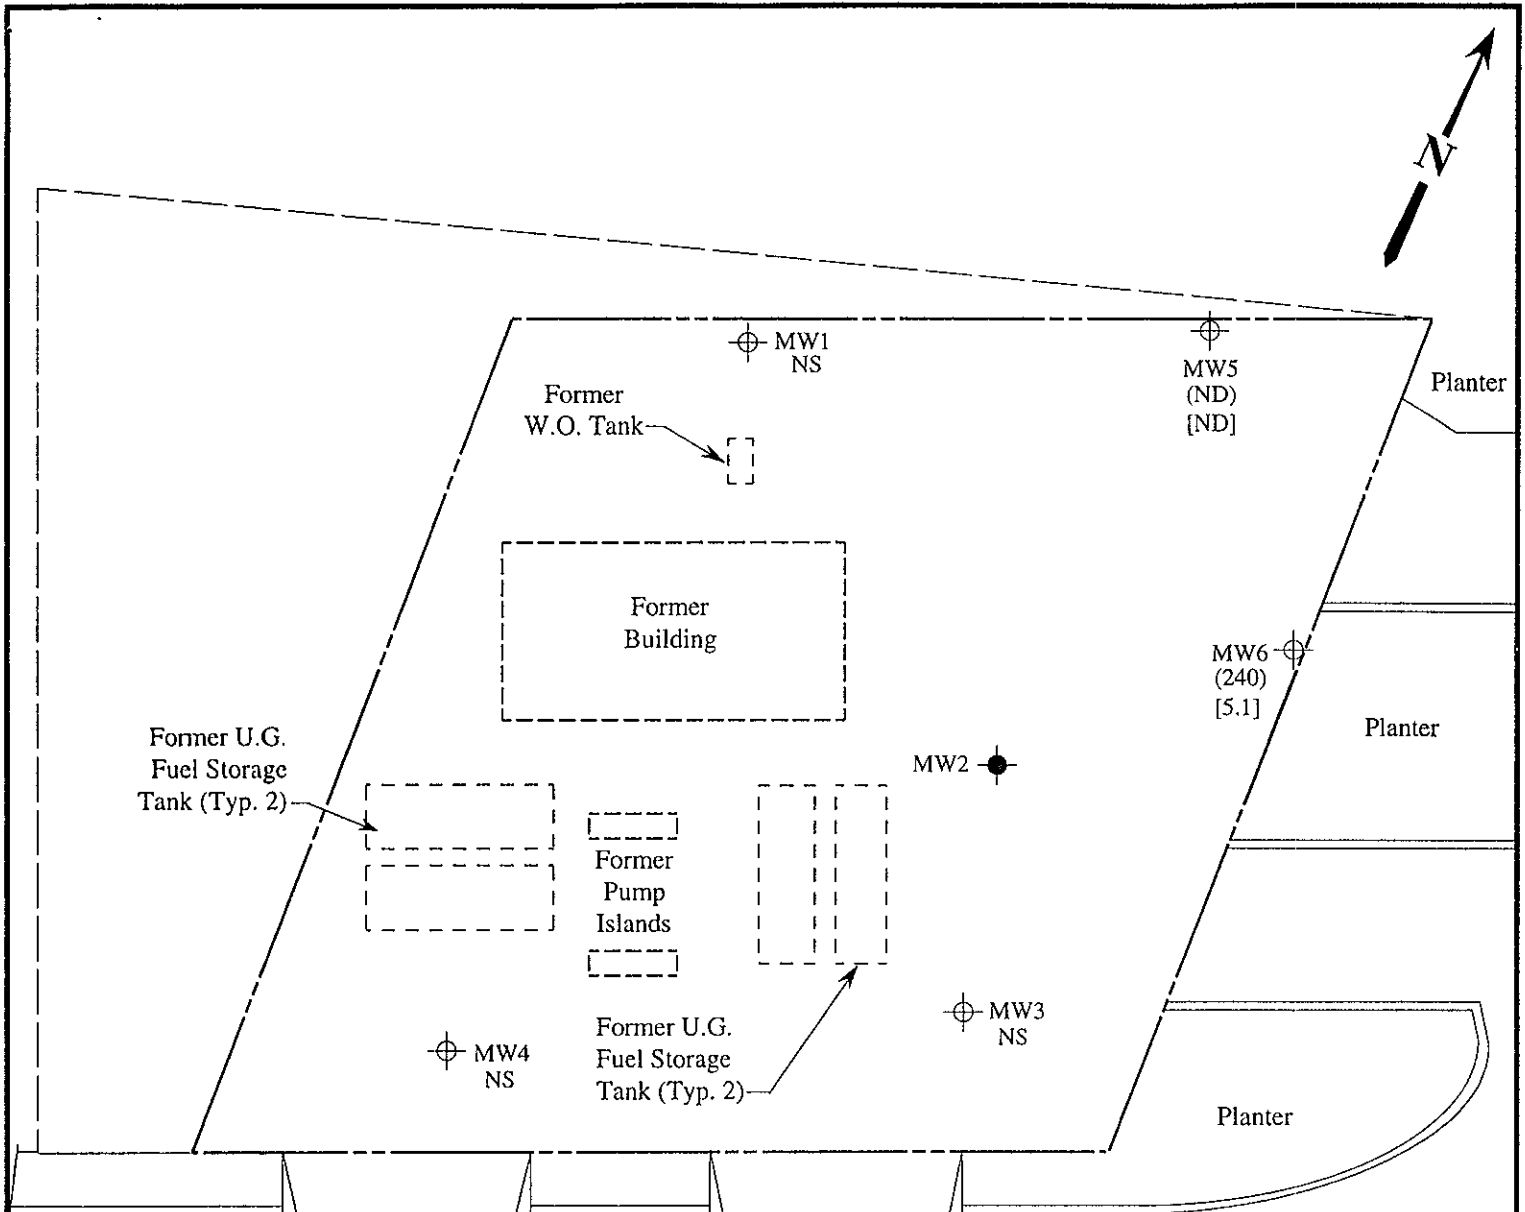 N
MW1
NS
MW5
(ND)
[ND]
Planter
Former
W.O. Tank
Former
Building
MW6
(240)
[5.1]
Planter
Former U.G.
Fuel Storage
Tank (Typ. 2)
MW2
Former
Pump
Islands
MW3
NS
Former U.G.
Fuel Storage
Tank (Typ. 2)
MW4
NS
Planter